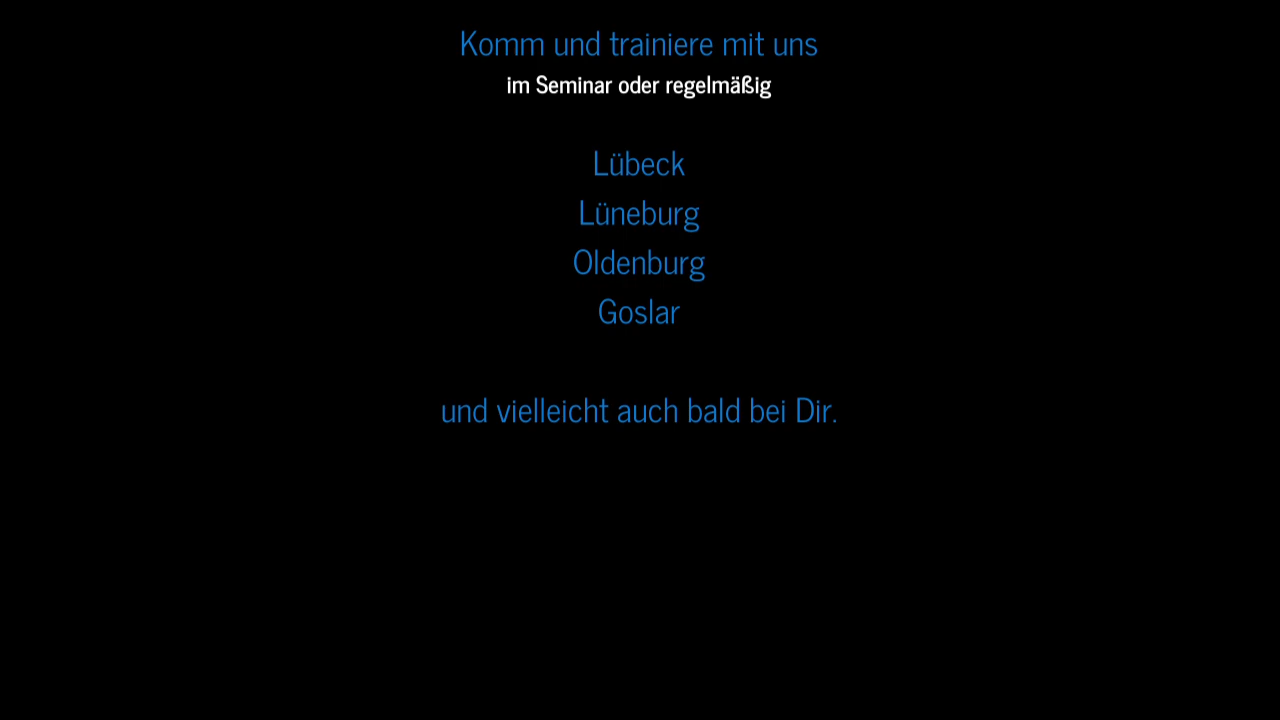 Komm und trainiere mit uns
im Seminar oder regelmäßig
Lübeck
Lüneburg
Oldenburg
Goslar
und vielleicht auch bald bei Dir.